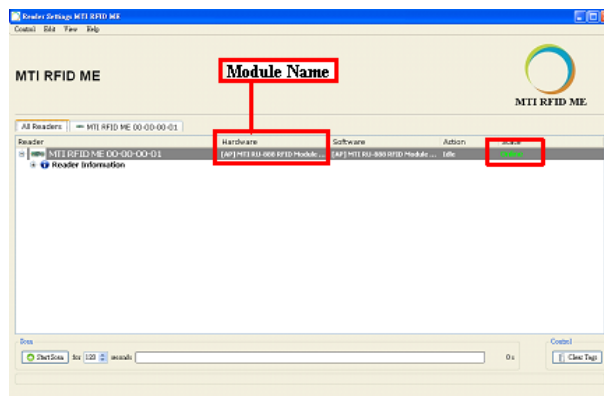 Reader Settings MTI RFID ME
Control Edit View Help
MTI RFID ME
Module Name
MTI RFID ME
All Readers MTI RFID ME 00-00-00-01
Reader Hardware Software Action State
MTI RFID ME 00-00-00-01 [AP] MTI RU-888 RFID Module ... [AP] MTI RU-888 RFID Module ... Idle
Reader Information
Scan Control
Start Scan for 120 seconds 0 s Clear Tags